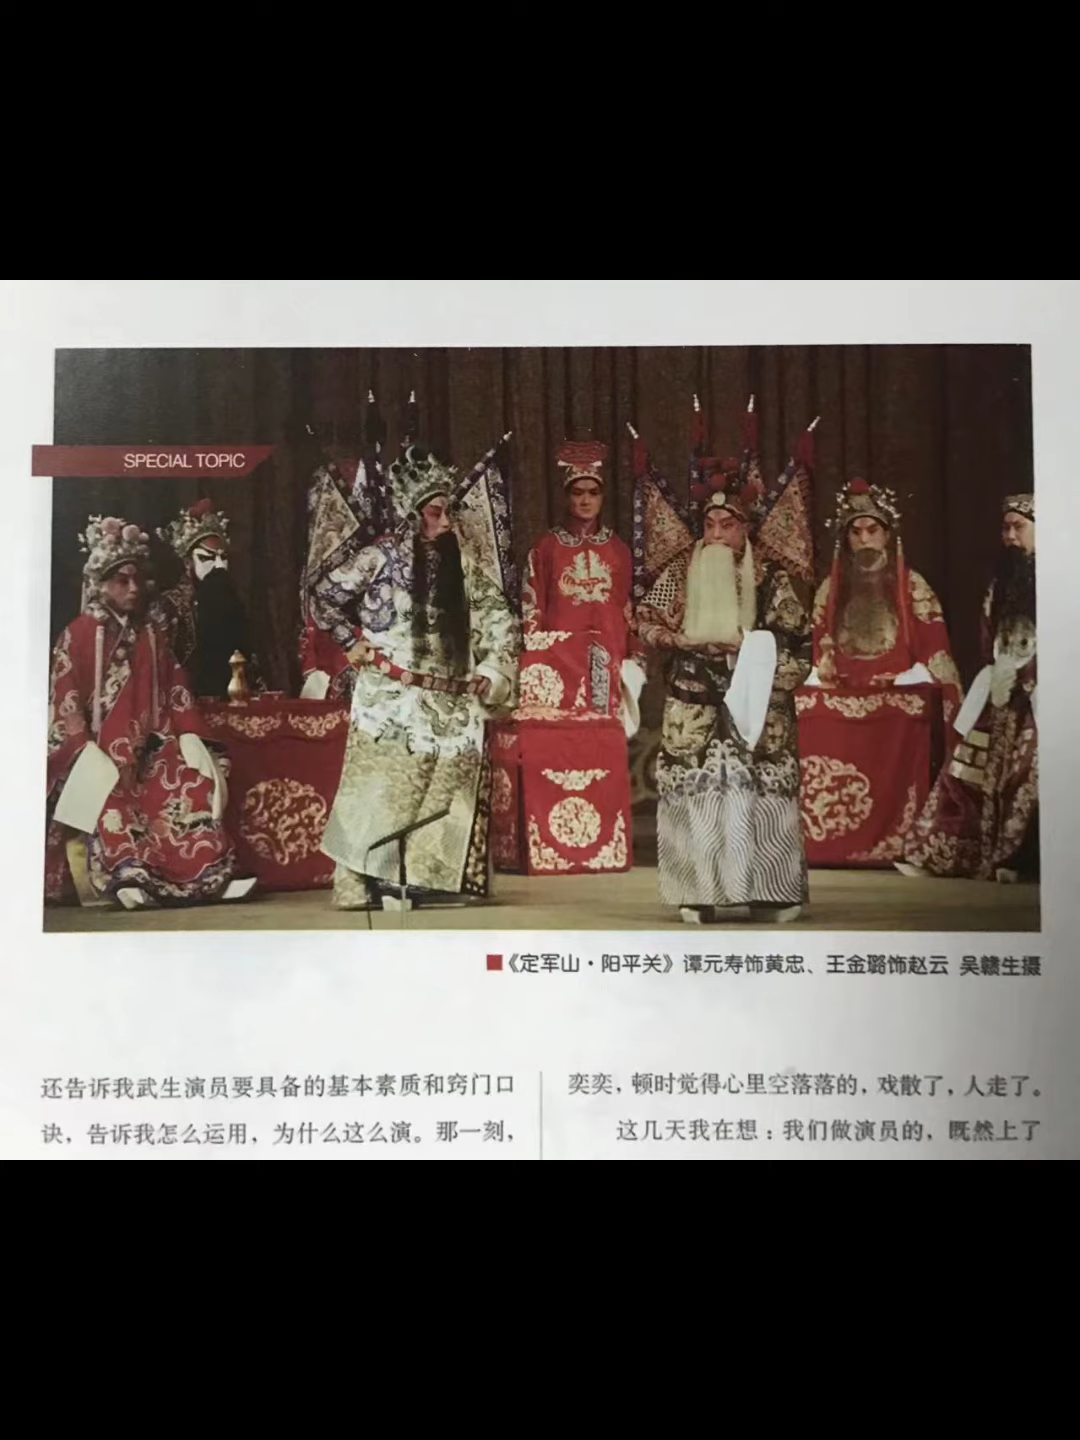 SPECIAL TOPIC
■《定军山·阳平关》谭元寿饰黄忠、王金璐饰赵云 吴赣生摄
还告诉我武生演员要具备的基本素质和窍门口
诀，告诉我怎么运用，为什么这么演。那一刻，
奕奕，顿时觉得心里空落落的，戏散了，人走了。
这几天我在想：我们做演员的，既然上了